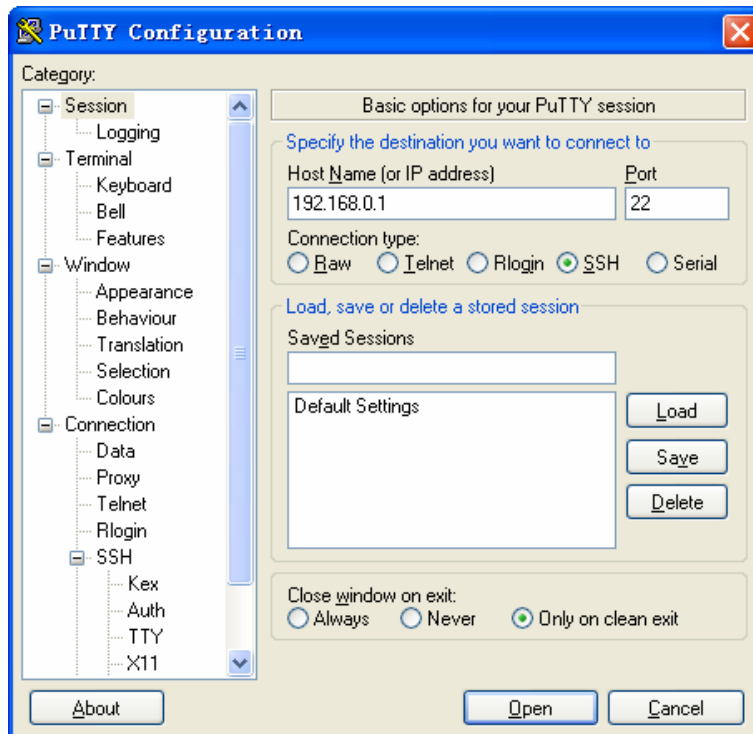 PuTTY Configuration
Category:
Session
Logging
Terminal
Keyboard
Bell
Features
Window
Appearance
Behaviour
Translation
Selection
Colours
Connection
Data
Proxy
Telnet
Rlogin
SSH
Kex
Auth
TTY
X11
Basic options for your PuTTY session
Specify the destination you want to connect to
Host Name (or IP address) Port
192.168.0.1 22
Connection type:
Raw Telnet Rlogin SSH Serial
Load, save or delete a stored session
Saved Sessions
Default Settings
Load
Save
Delete
Close window on exit:
Always Never Only on clean exit
About Open Cancel